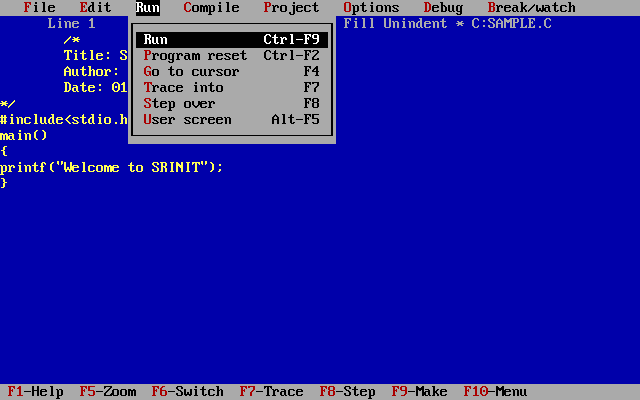 File Edit Run Compile Project Options Debug Break/watch
Line 1 Fill Unindent * C:SAMPLE.C
Run Ctrl-F9
Program reset Ctrl-F2
Go to cursor F4
Trace into F7
Step over F8
User screen Alt-F5
/*
Title: S
Author:
Date: 01
*/
#include<stdio.h
main()
{
printf("Welcome to SRINIT");
}
F1-Help F5-Zoom F6-Switch F7-Trace F8-Step F9-Make F10-Menu